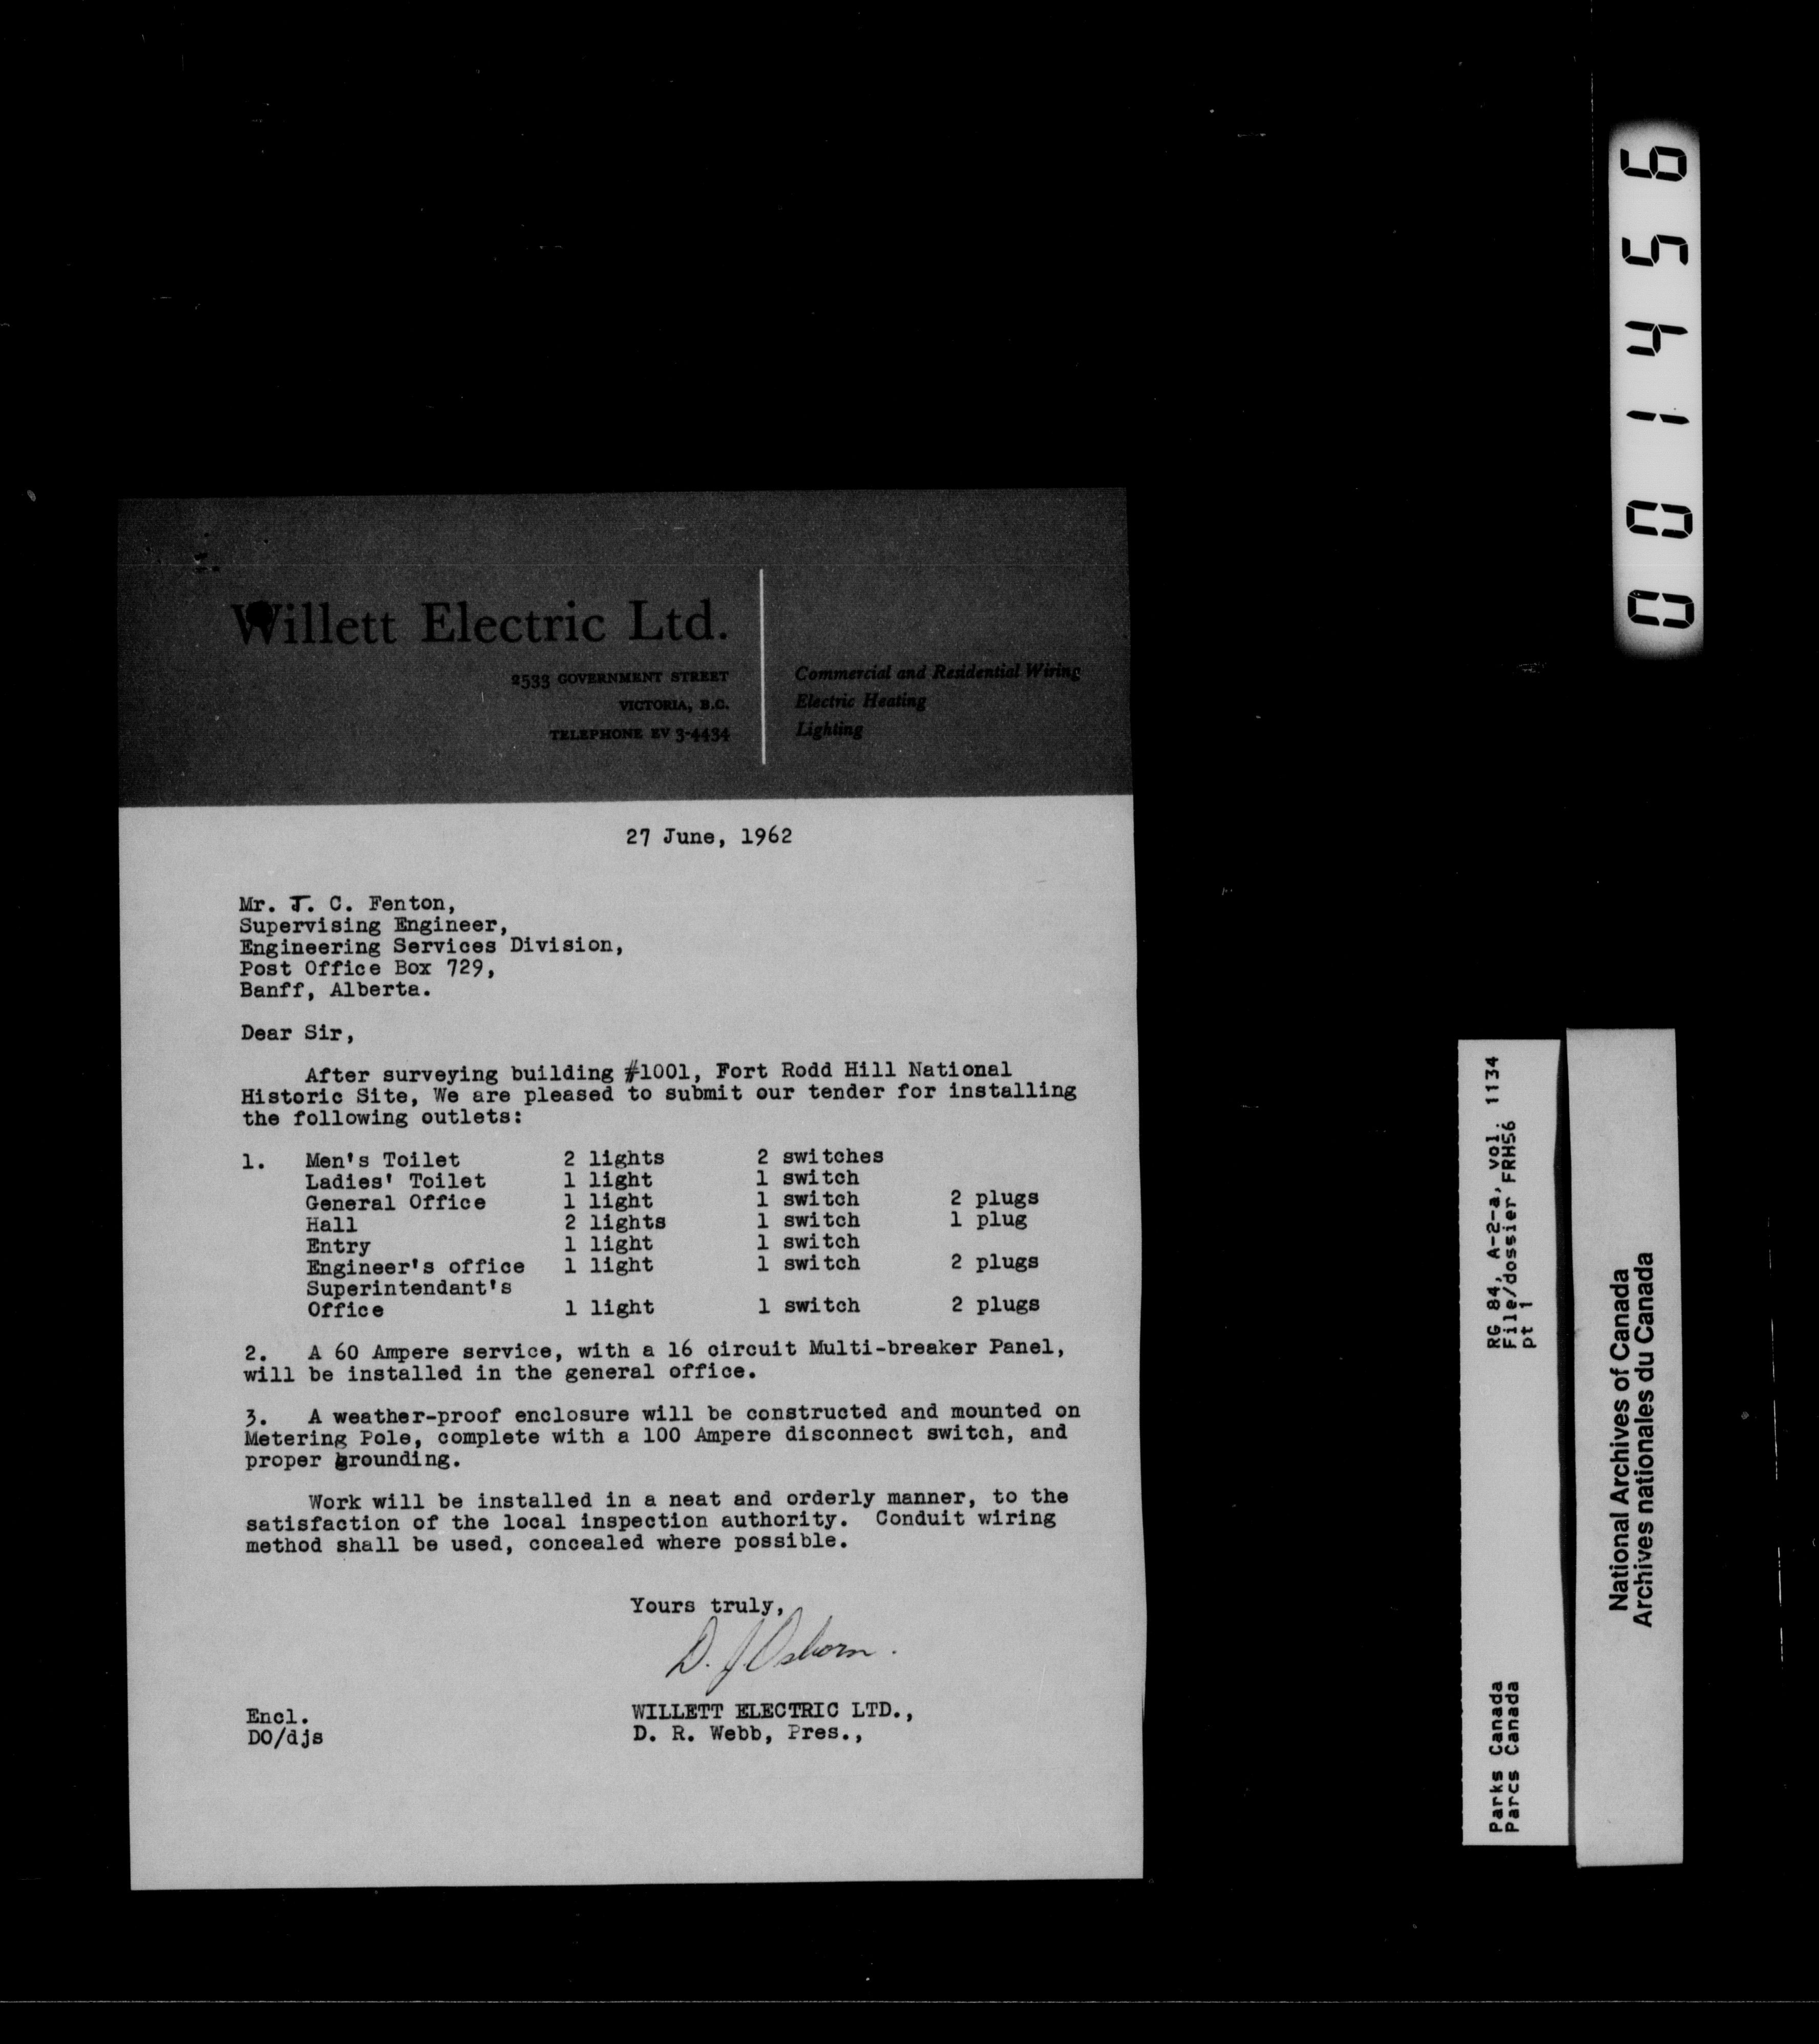 Willett Electric Ltd.
2533 GOVERNMENT STREET
VICTORIA, B.C.
TELEPHONE EV 3-4434
Commercial and Residential Wiring
Electric Heating
Lighting
27 June, 1962
Mr. J. C. Fenton,
Supervising Engineer,
Engineering Services Division,
Post Office Box 729,
Banff, Alberta.
Dear Sir,
After surveying building #1001, Fort Rodd Hill National
Historic Site, We are pleased to submit our tender for installing
the following outlets:
1. Men's Toilet 2 lights 2 switches
Ladies' Toilet 1 light 1 switch
General Office 1 light 1 switch 2 plugs
Hall 2 lights 1 switch 1 plug
Entry 1 light 1 switch
Engineer's office 1 light 1 switch 2 plugs
Superintendant's
Office 1 light 1 switch 2 plugs
2. A 60 Ampere service, with a 16 circuit Multi-breaker Panel,
will be installed in the general office.
3. A weather-proof enclosure will be constructed and mounted on
Metering Pole, complete with a 100 Ampere disconnect switch, and
proper grounding.
Work will be installed in a neat and orderly manner, to the
satisfaction of the local inspection authority. Conduit wiring
method shall be used, concealed where possible.
Yours truly,
D. J. Osborn.
WILLETT ELECTRIC LTD.,
D. R. Webb, Pres.,
Encl.
DO/djs
001456
Parks Canada RG 84, A-2-a, vol. 1134
Parcs Canada File/dossier FRH56
pt 1
National Archives of Canada
Archives nationales du Canada